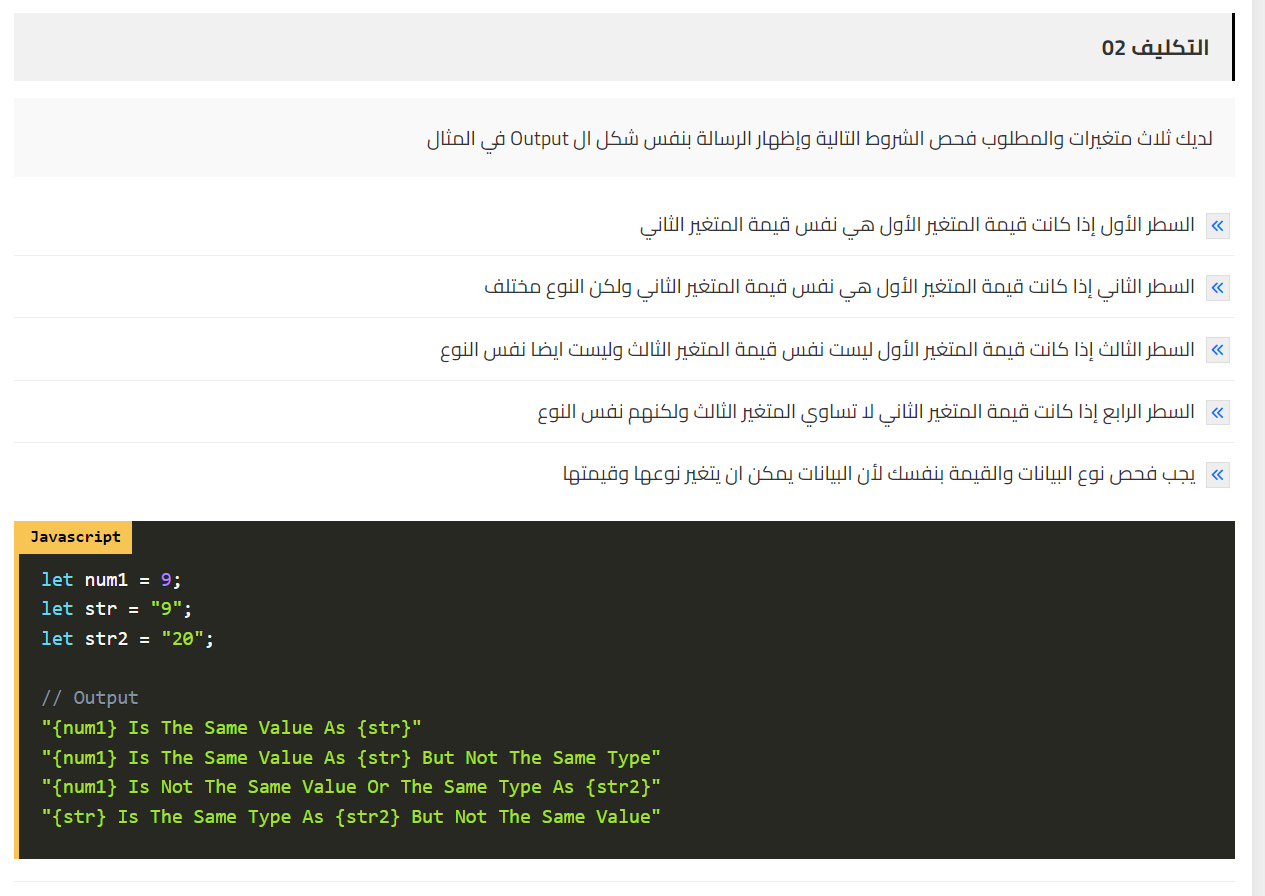 التكليف 02
لديك ثلاث متغيرات والمطلوب فحص الشروط التالية وإظهار الرسالة بنفس شكل ال Output في المثال
السطر الأول إذا كانت قيمة المتغير الأول هي نفس قيمة المتغير الثاني
السطر الثاني إذا كانت قيمة المتغير الأول هي نفس قيمة المتغير الثاني ولكن النوع مختلف
السطر الثالث إذا كانت قيمة المتغير الأول ليست نفس قيمة المتغير الثالث وليست ايضا نفس النوع
السطر الرابع إذا كانت قيمة المتغير الثاني لا تساوي المتغير الثالث ولكنهم نفس النوع
يجب فحص نوع البيانات والقيمة بنفسك لأن البيانات يمكن ان يتغير نوعها وقيمتها
Javascript
let num1 = 9;
let str = "9";
let str2 = "20";
// Output
"{num1} Is The Same Value As {str}"
"{num1} Is The Same Value As {str} But Not The Same Type"
"{num1} Is Not The Same Value Or The Same Type As {str2}"
"{str} Is The Same Type As {str2} But Not The Same Value"